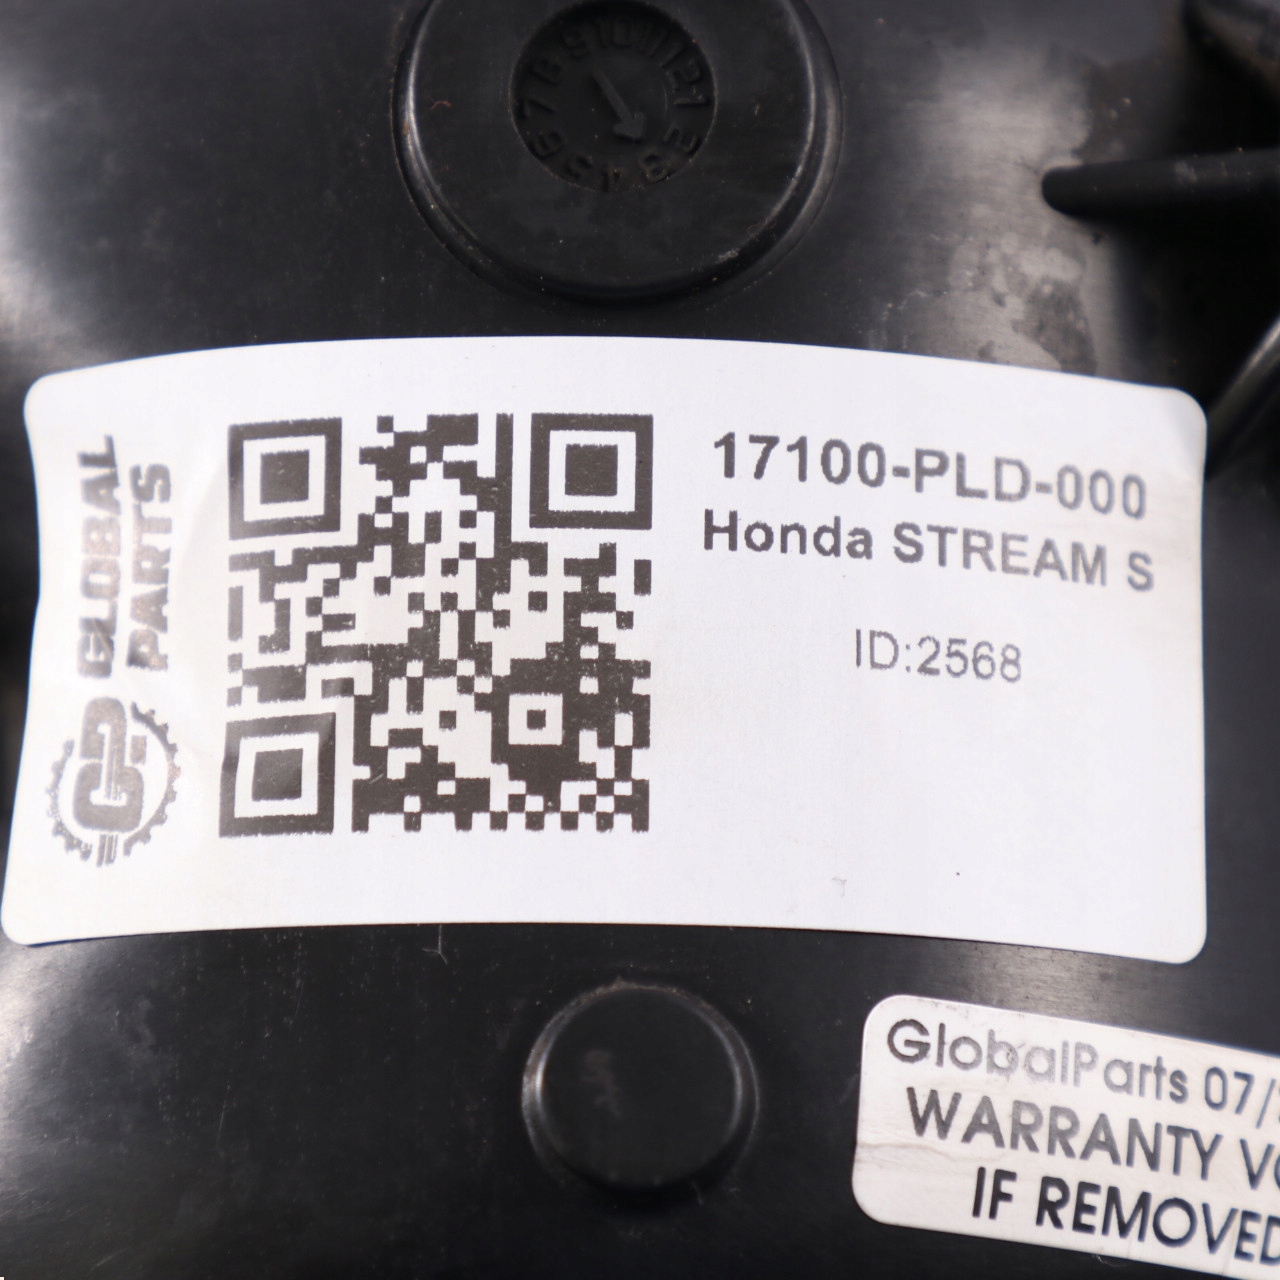 GLOBAL
PARTS
17100-PLD-000
Honda STREAM S
ID:2568
GlobalParts 07/
WARRANTY
IF REMOVED